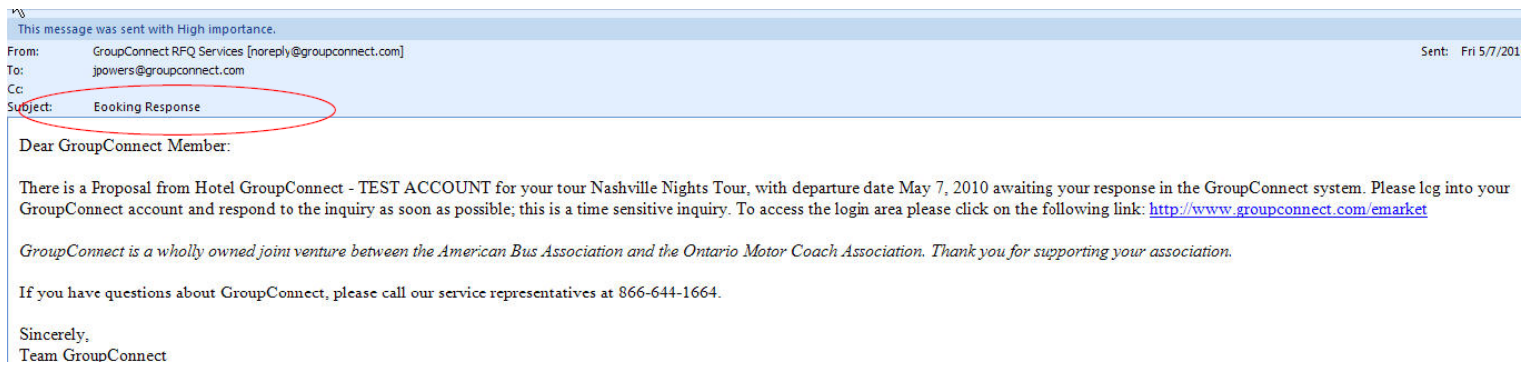 This message was sent with High importance.
From: GroupConnect RFQ Services [noreply@groupconnect.com] Sent: Fri 5/7/201
To: jpowers@groupconnect.com
Cc:
Subject: Eooking Response
Dear GroupConnect Member:
There is a Proposal from Hotel GroupConnect - TEST ACCOUNT for your tour Nashville Nights Tour, with departure date May 7, 2010 awaiting your response in the GroupConnect system. Please lcg into your
GroupConnect account and respond to the inquiry as soon as possible; this is a time sensitive inquiry. To access the login area please click on the following link: http://www.groupconnect.com/emarket
GroupConnect is a wholly owned joint venture between the American Bus Association and the Ontario Motor Coach Association. Thank you for supporting your association.
If you have questions about GroupConnect, please call our service representatives at 866-644-1664.
Sincerely,
Team GroupConnect